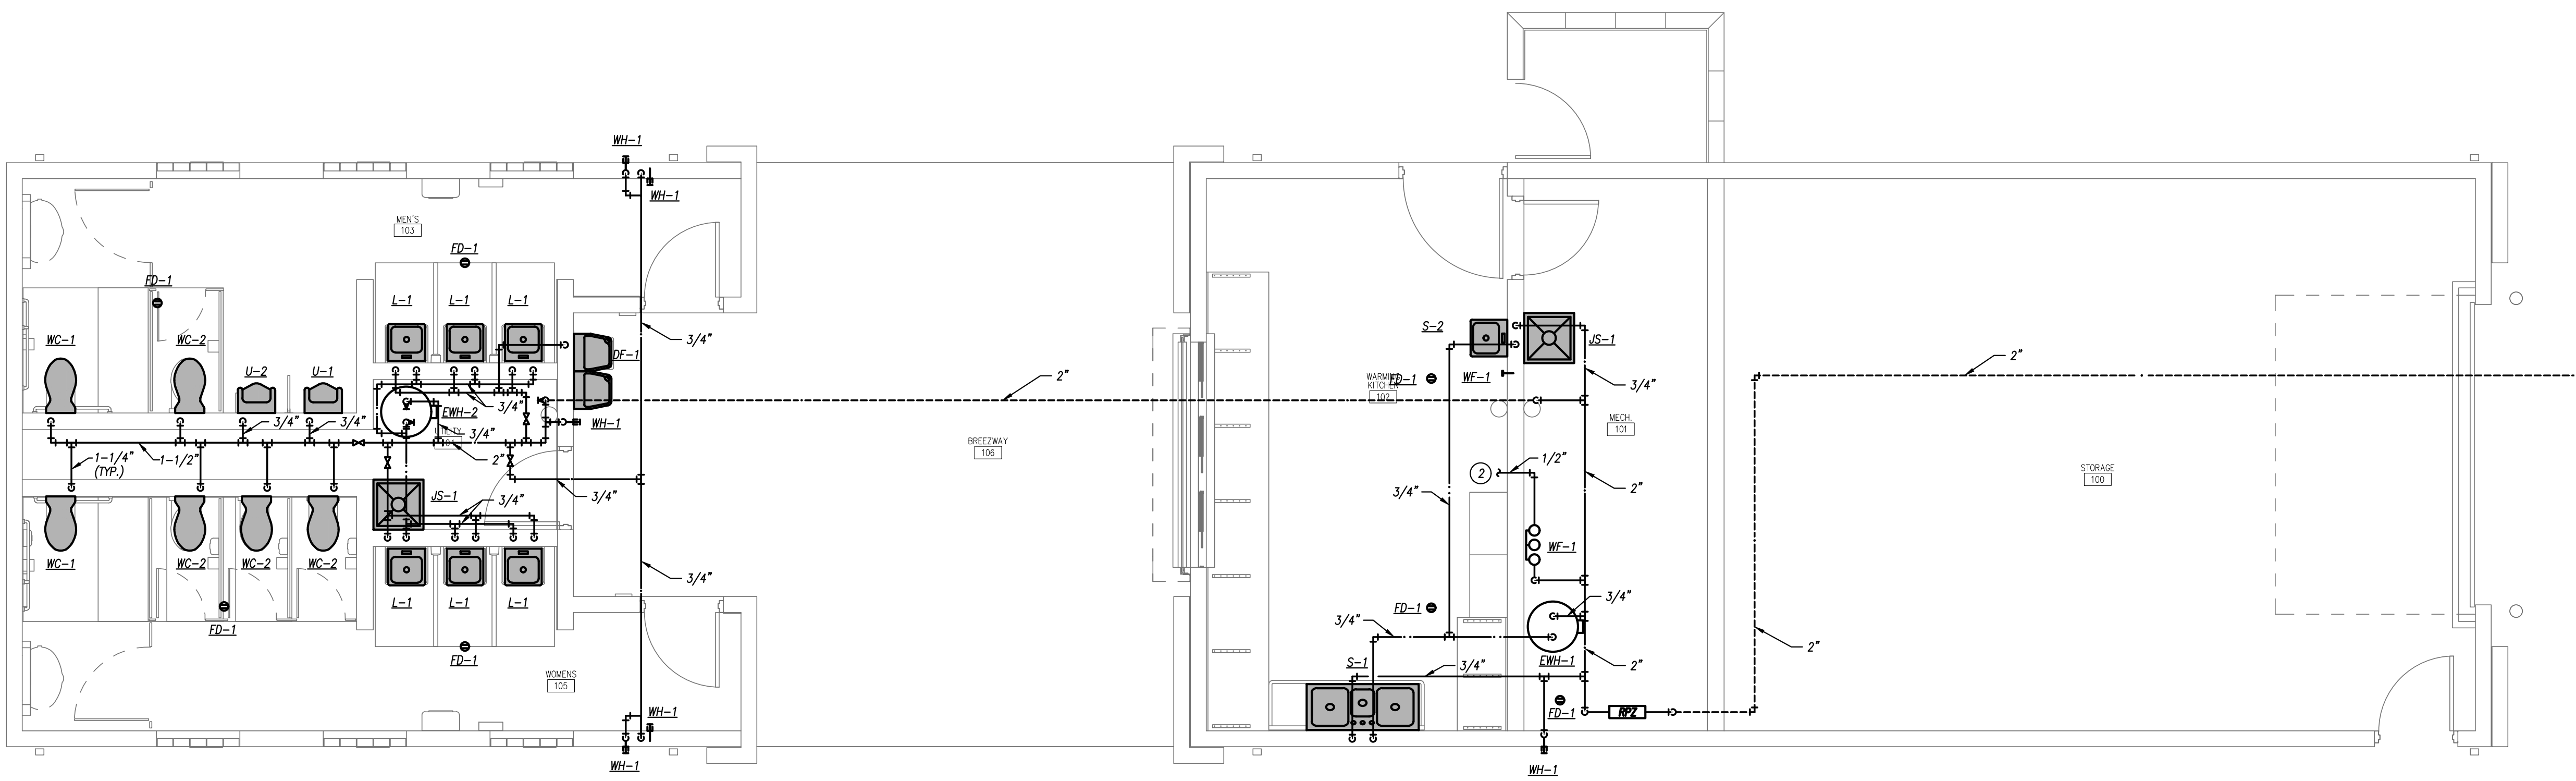 WH-1
WH-1
MEN'S
103
FD-1
FD-1
L-1
L-1
L-1
WC-1
WC-2
U-2
U-1
DF-1
3/4"
2"
3/4"
EWH-2
3/4"
3/4"
3/4"
WH-1
UTILITY
2"
1-1/4"
(TYP.)
1-1/2"
JS-1
3/4"
3/4"
WC-1
WC-2
WC-2
WC-2
L-1
L-1
L-1
3/4"
FD-1
FD-1
WOMENS
105
WH-1
WH-1
BREEZWAY
106
S-2
JS-1
WARMING
KITCHEN
102
FD-1
WF-1
3/4"
2"
MECH.
101
2
1/2"
3/4"
2"
WF-1
STORAGE
100
FD-1
3/4"
3/4"
S-1
3/4"
EWH-1
2"
2"
FD-1
RPZ
WH-1